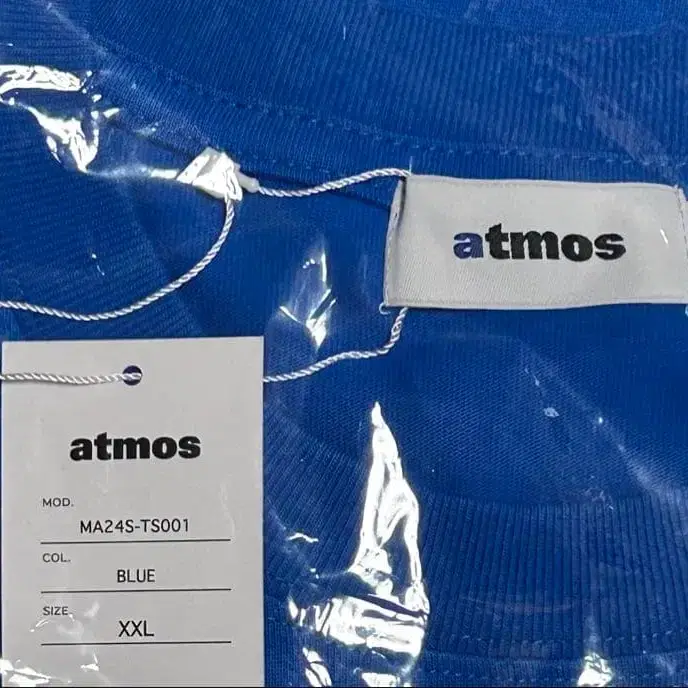 atmos
atmos
MOD.
MA24S-TS001
COL.
BLUE
SIZE
XXL